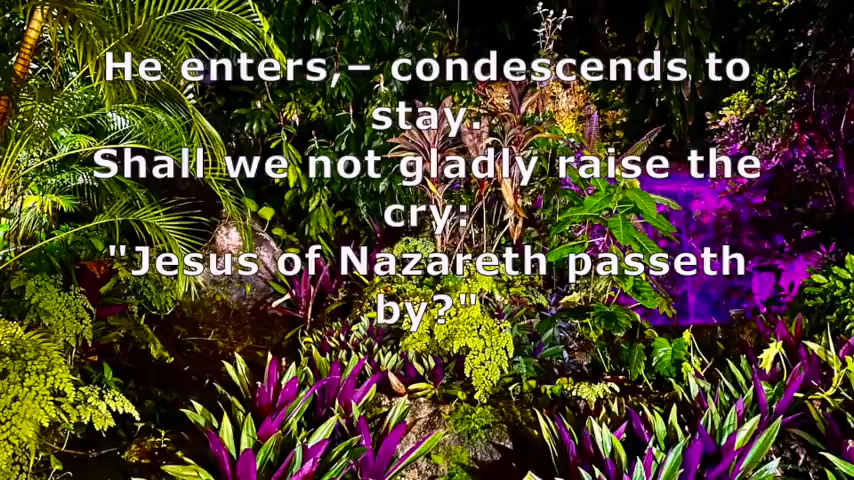 He enters,– condescends to
stay.
Shall we not gladly raise the
cry:
"Jesus of Nazareth passeth
by?"